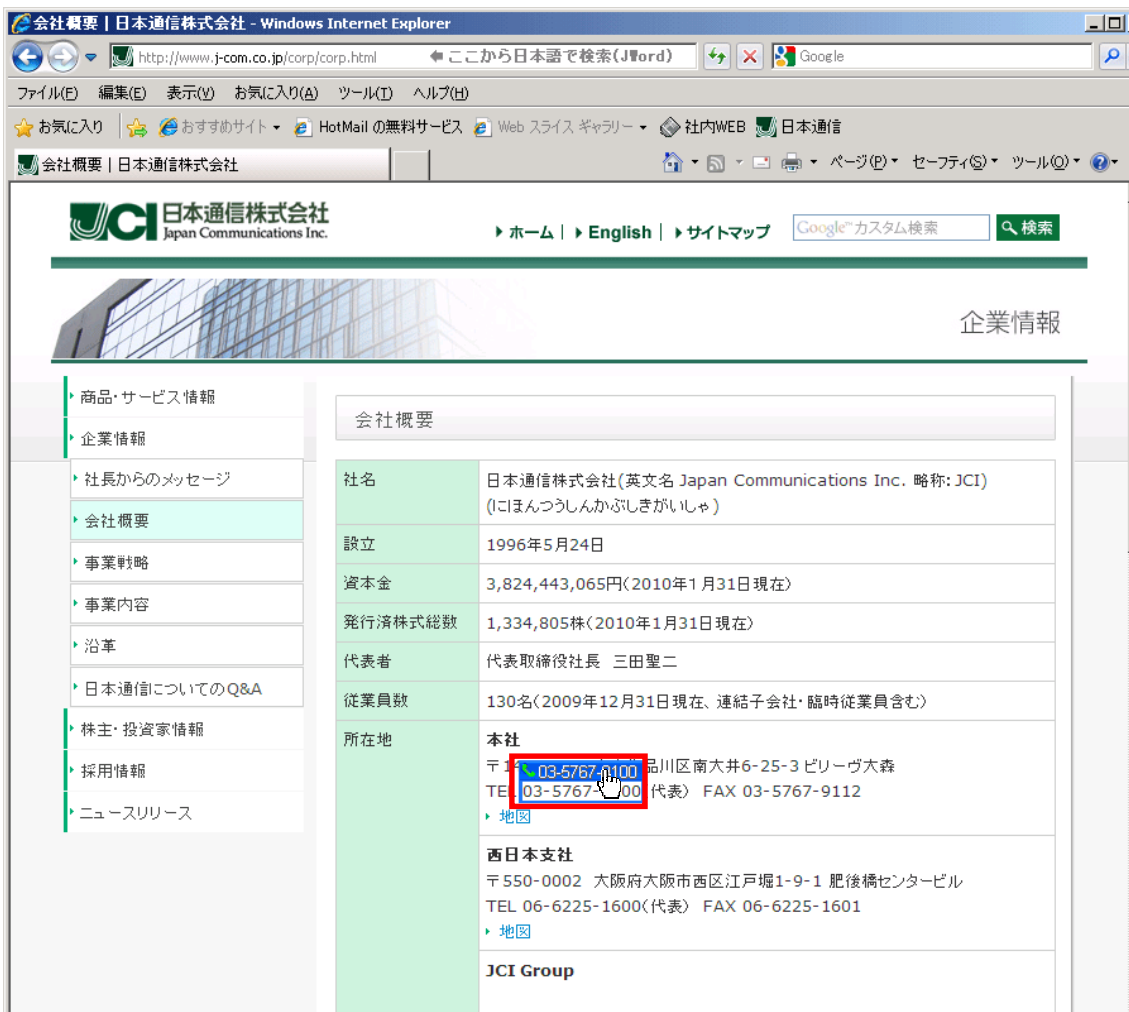 会社概要 | 日本通信株式会社 - Windows Internet Explorer
http://www.j-com.co.jp/corp/corp.html
ここから日本語で検索(JWord)
Google
ファイル(F) 編集(E) 表示(V) お気に入り(A) ツール(T) ヘルプ(H)
お気に入り おすすめサイト HotMail の無料サービス Web スライス ギャラリー 社内WEB 日本通信
会社概要 | 日本通信株式会社
ページ(P) セーフティ(S) ツール(O)
JCI 日本通信株式会社
Japan Communications Inc.
ホーム | English | サイトマップ
Google™ カスタム検索
検索
企業情報
商品・サービス情報
企業情報
社長からのメッセージ
会社概要
事業戦略
事業内容
沿革
日本通信についてのQ&A
株主・投資家情報
採用情報
ニュースリリース
会社概要
社名
日本通信株式会社(英文名 Japan Communications Inc. 略称: JCI)
(にほんつうしんかぶしきがいしゃ)
設立
1996年5月24日
資本金
3,824,443,065円(2010年1月31日現在)
発行済株式総数
1,334,805株(2010年1月31日現在)
代表者
代表取締役社長 三田聖二
従業員数
130名(2009年12月31日現在、連結子会社・臨時従業員含む)
所在地
本社
〒1 品川区南大井6-25-3 ビリーヴ大森
03-5767-9100
TEL 03-5767- 00(代表) FAX 03-5767-9112
地図
西日本支社
〒550-0002 大阪府大阪市西区江戸堀1-9-1 肥後橋センタービル
TEL 06-6225-1600(代表) FAX 06-6225-1601
地図
JCI Group